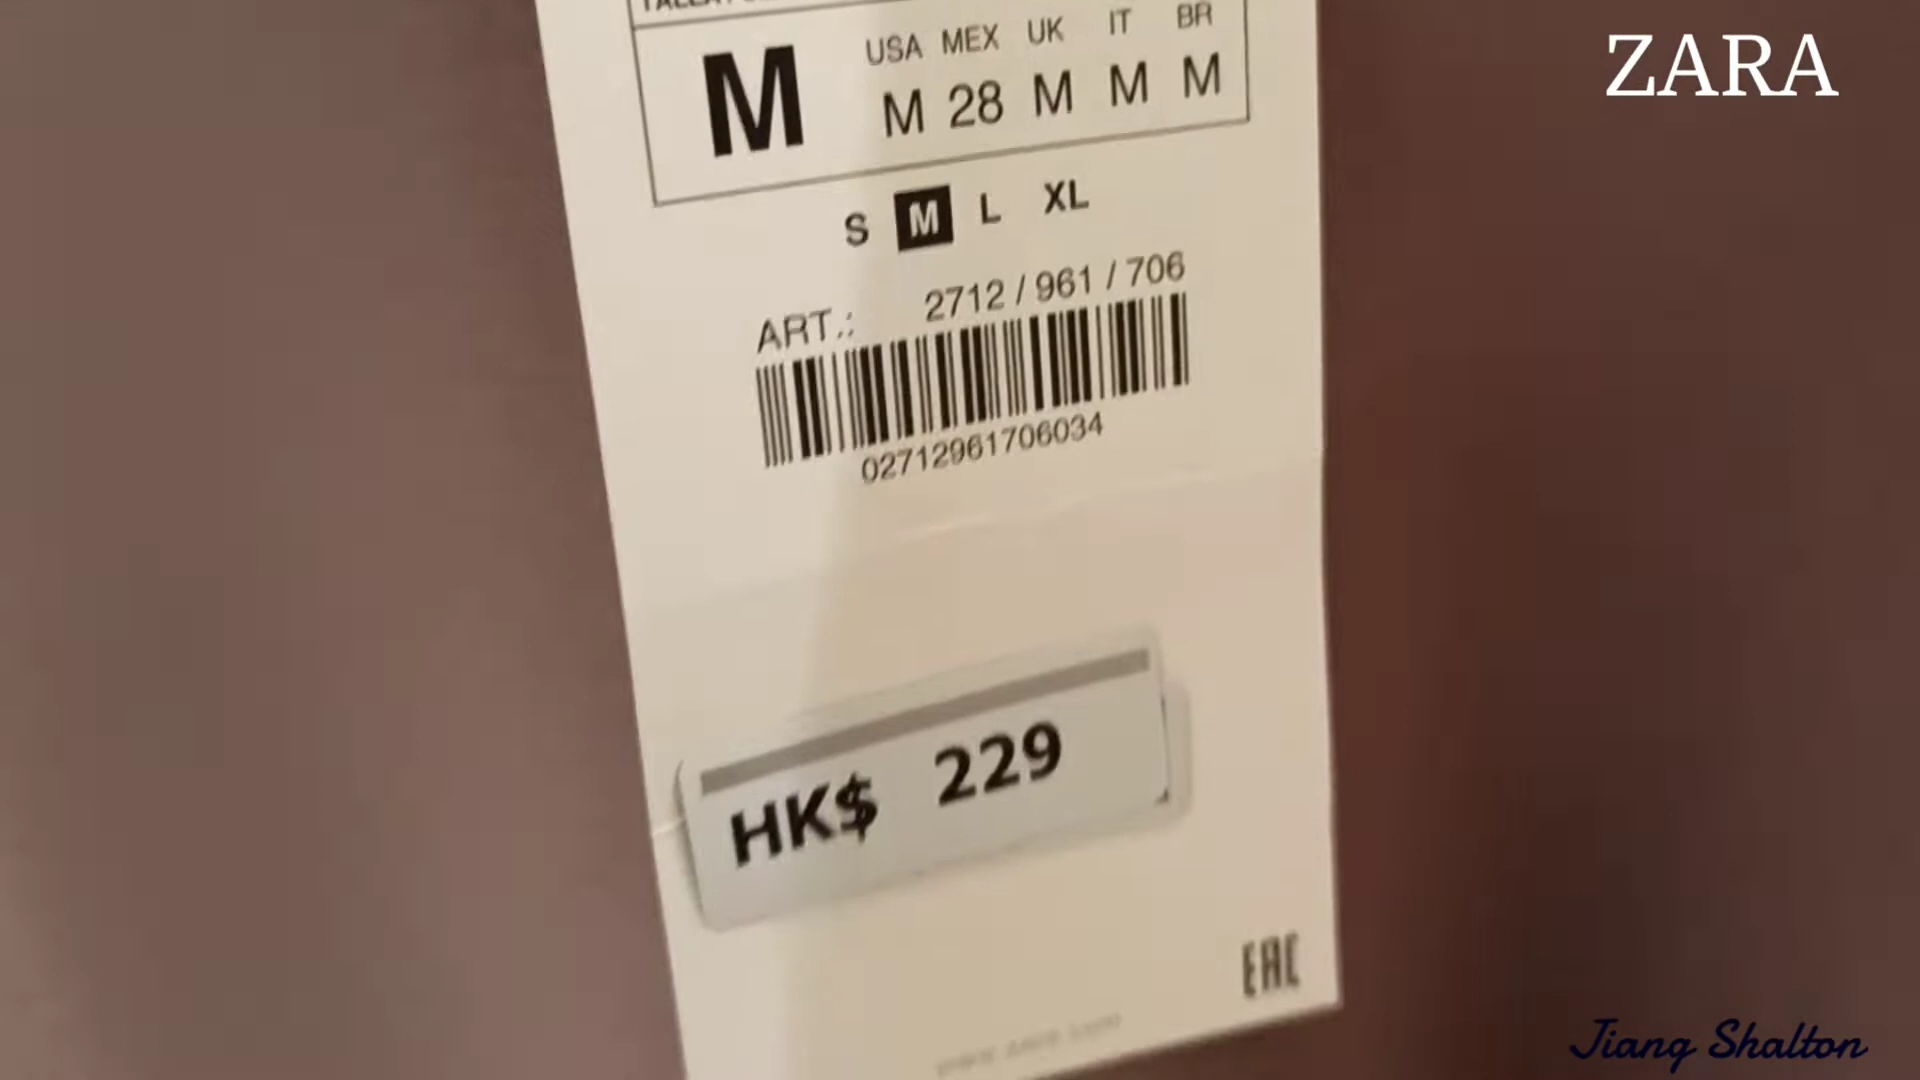 ZARA
USA MEX UK IT BR
M M 28 M M M
S M L XL
ART.: 2712 / 961 / 706
02712961706034
HK$ 229
EAC
Jiang Shalton